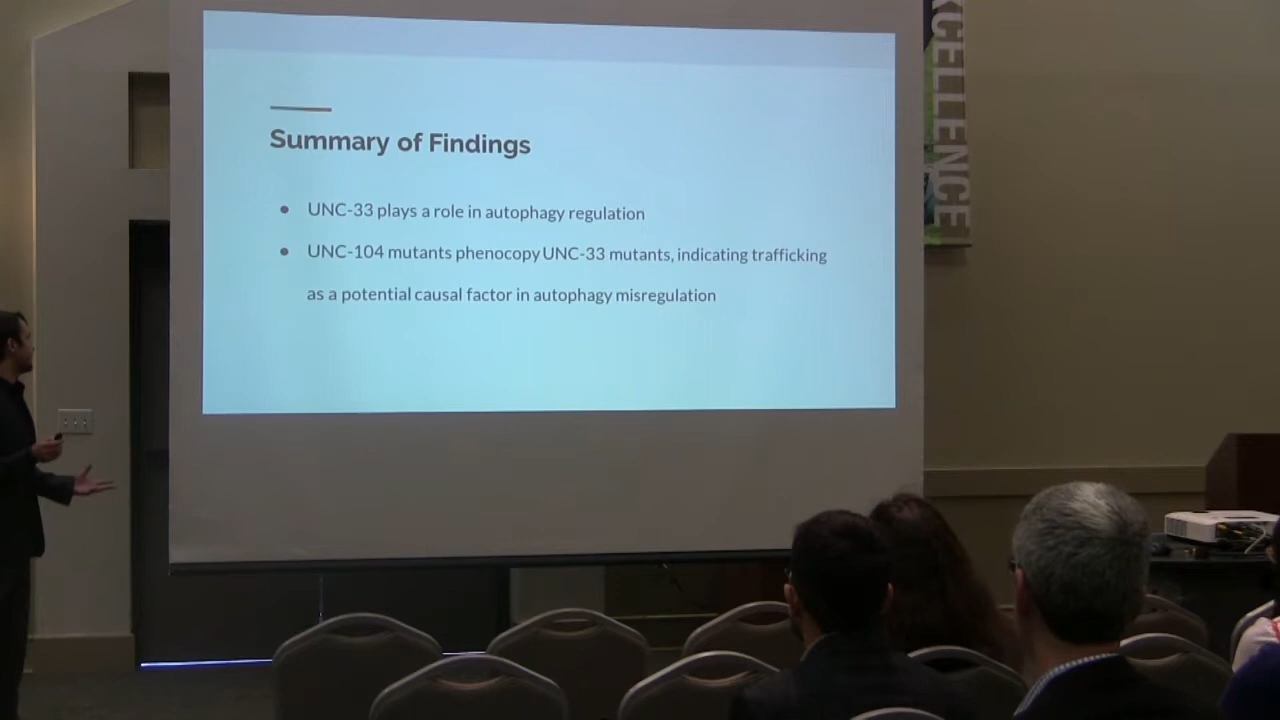 Summary of Findings
UNC-33 plays a role in autophagy regulation
UNC-104 mutants phenocopy UNC-33 mutants, indicating trafficking
as a potential causal factor in autophagy misregulation
XCELLENCE